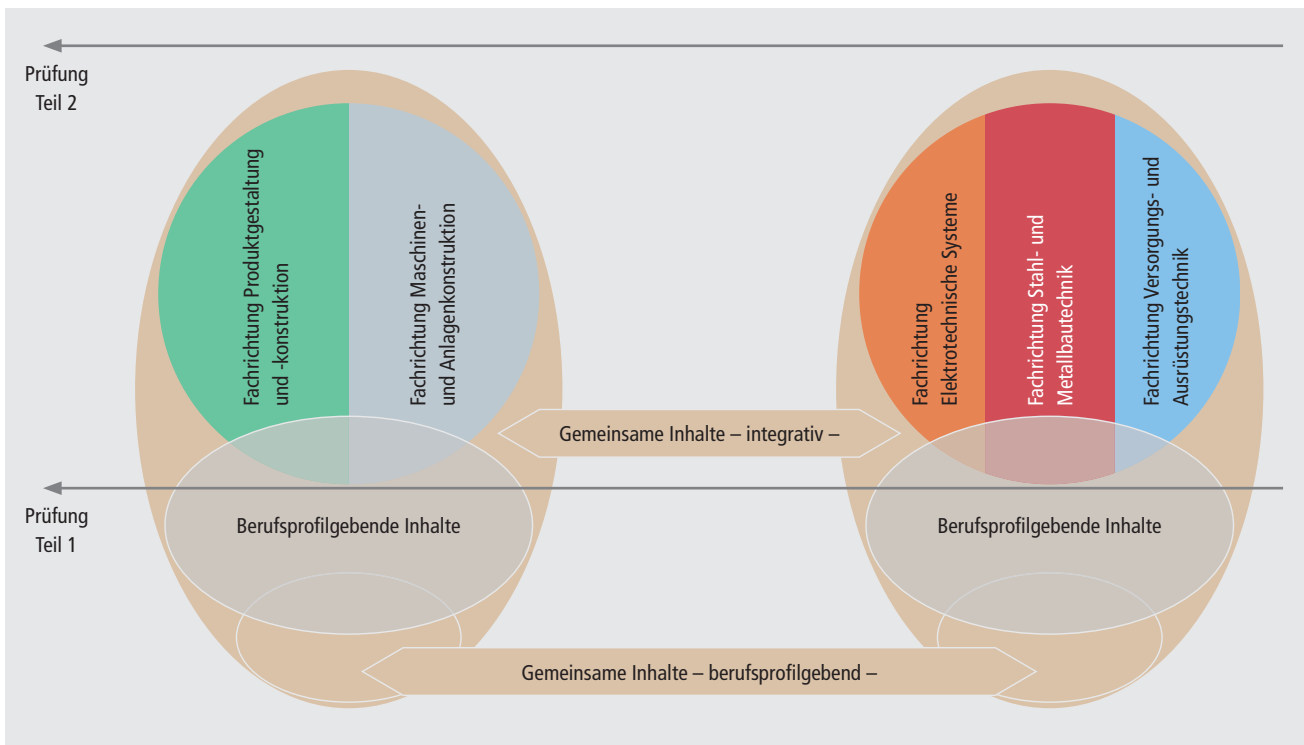 Prüfung
Teil 2
Fachrichtung Produktgestaltung
und -konstruktion
Fachrichtung Maschinen-
und Anlagenkonstruktion
Fachrichtung
Elektrotechnische Systeme
Fachrichtung Stahl- und
Metallbautechnik
Fachrichtung Versorgungs- und
Ausrüstungstechnik
Gemeinsame Inhalte – integrativ –
Prüfung
Teil 1
Berufsprofilgebende Inhalte
Berufsprofilgebende Inhalte
Gemeinsame Inhalte – berufsprofilgebend –